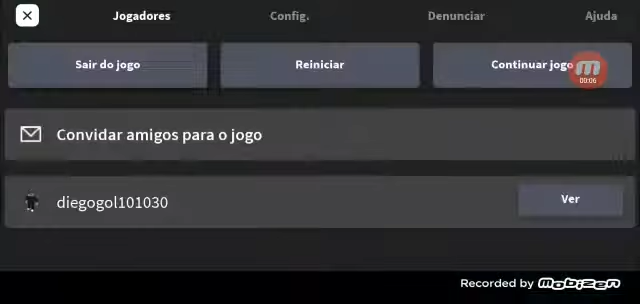 Jogadores Config. Denunciar Ajuda
Sair do jogo Reiniciar Continuar jogo
00:06
Convidar amigos para o jogo
diegogol101030 Ver
Recorded by mobizen